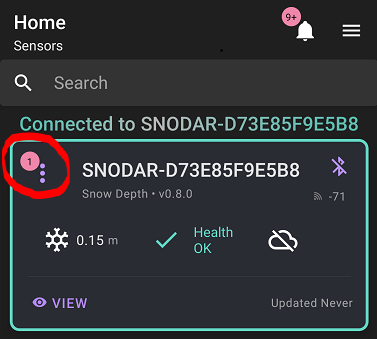 Home
9+
Sensors
Search
Connected to SNODAR-D73E85F9E5B8
1
SNODAR-D73E85F9E5B8
Snow Depth • v0.8.0
-71
0.15 m
Health
OK
VIEW
Updated Never